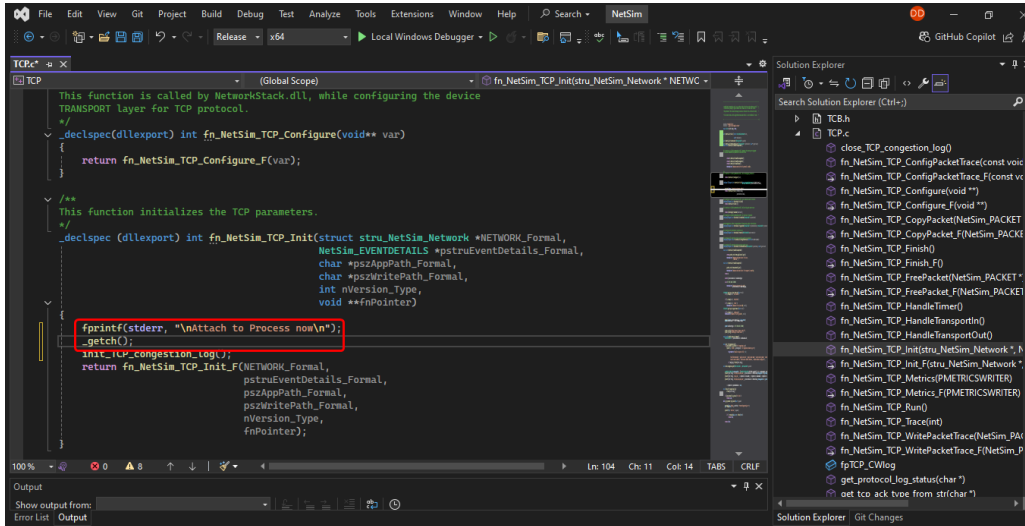 File Edit View Git Project Build Debug Test Analyze Tools Extensions Window Help Search NetSim DD
Release x64 Local Windows Debugger GitHub Copilot
TCP.c*
TCP (Global Scope) fn_NetSim_TCP_Init(stru_NetSim_Network * NETWC
This function is called by NetworkStack.dll, while configuring the device
TRANSPORT layer for TCP protocol.
*/
_declspec(dllexport) int fn_NetSim_TCP_Configure(void** var)
{
return fn_NetSim_TCP_Configure_F(var);
}
/**
This function initializes the TCP parameters.
*/
_declspec (dllexport) int fn_NetSim_TCP_Init(struct stru_NetSim_Network *NETWORK_Formal,
NetSim_EVENTDETAILS *pstruEventDetails_Formal,
char *pszAppPath_Formal,
char *pszWritePath_Formal,
int nVersion_Type,
void **fnPointer)
{
fprintf(stderr, "\nAttach to Process now\n");
_getch();
init_TCP_congestion_log();
return fn_NetSim_TCP_Init_F(NETWORK_Formal,
pstruEventDetails_Formal,
pszAppPath_Formal,
pszWritePath_Formal,
nVersion_Type,
fnPointer);
}
100 % 0 8 Ln: 104 Ch: 11 Col: 14 TABS CRLF
Output
Show output from:
Error List Output
Solution Explorer
Search Solution Explorer (Ctrl+;)
TCB.h
TCP.c
close_TCP_congestion_log()
fn_NetSim_TCP_ConfigPacketTrace(const voic
fn_NetSim_TCP_ConfigPacketTrace_F(const vc
fn_NetSim_TCP_Configure(void **)
fn_NetSim_TCP_Configure_F(void **)
fn_NetSim_TCP_CopyPacket(NetSim_PACKET
fn_NetSim_TCP_CopyPacket_F(NetSim_PACKE
fn_NetSim_TCP_Finish()
fn_NetSim_TCP_Finish_F()
fn_NetSim_TCP_FreePacket(NetSim_PACKET *
fn_NetSim_TCP_FreePacket_F(NetSim_PACKET
fn_NetSim_TCP_HandleTimer()
fn_NetSim_TCP_HandleTransportIn()
fn_NetSim_TCP_HandleTransportOut()
fn_NetSim_TCP_Init(stru_NetSim_Network *, N
fn_NetSim_TCP_Init_F(stru_NetSim_Network *,
fn_NetSim_TCP_Metrics(PMETRICSWRITER)
fn_NetSim_TCP_Metrics_F(PMETRICSWRITER)
fn_NetSim_TCP_Run()
fn_NetSim_TCP_Trace(int)
fn_NetSim_TCP_WritePacketTrace(NetSim_PAC
fn_NetSim_TCP_WritePacketTrace_F(NetSim_P
fpTCP_CWlog
get_protocol_log_status(char *)
get_tcp_ack_type_from_str(char *)
Solution Explorer Git Changes